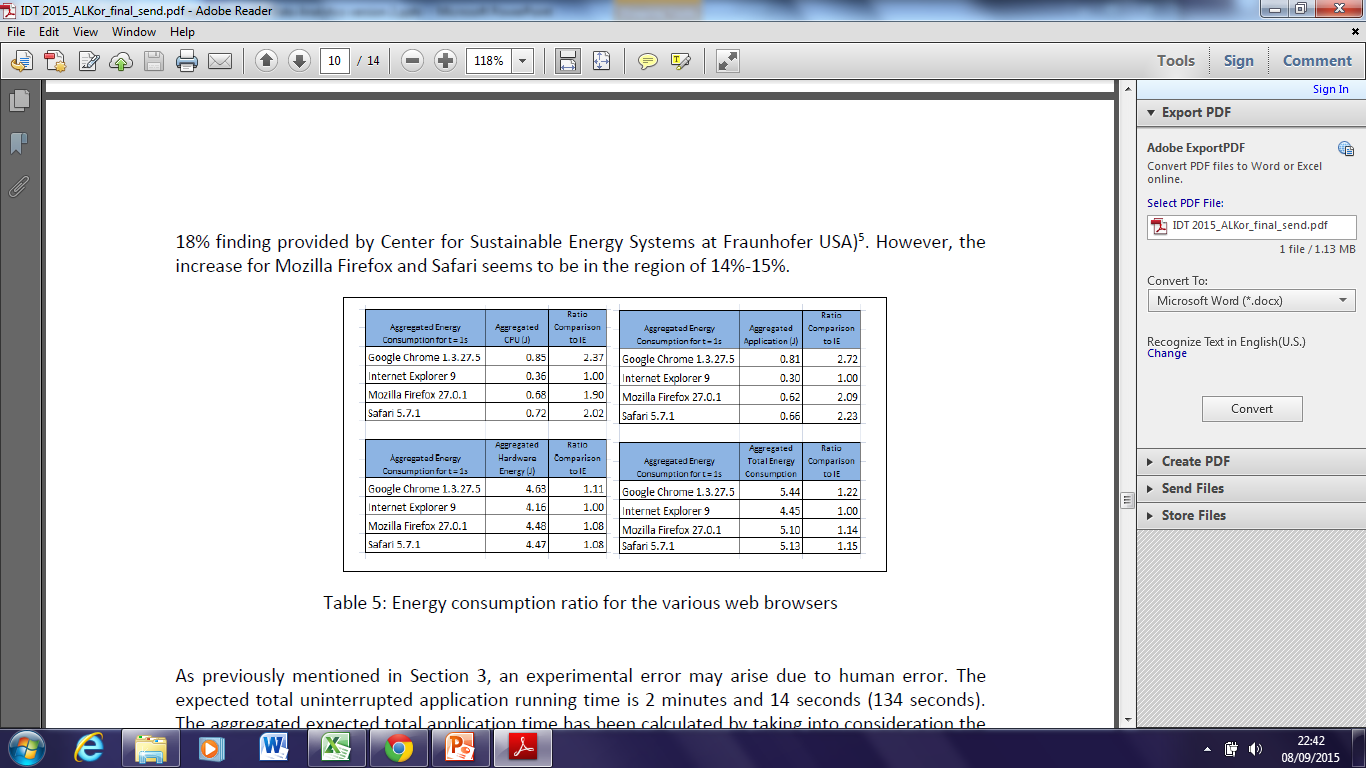 IDT 2015_ALKor_final_send.pdf - Adobe Reader
File Edit View Window Help
10 / 14 118% Tools Sign Comment
Sign In
Export PDF
Adobe ExportPDF
Convert PDF files to Word or Excel
online.
Select PDF File:
IDT 2015_ALKor_final_send.pdf
1 file / 1.13 MB
Convert To:
Microsoft Word (*.docx)
Recognize Text in English(U.S.)
Change
Convert
Create PDF
Send Files
Store Files
18% finding provided by Center for Sustainable Energy Systems at Fraunhofer USA)⁵. However, the
increase for Mozilla Firefox and Safari seems to be in the region of 14%-15%.
Aggregated Energy Consumption for t = 1s Aggregated CPU (J) Ratio Comparison to IE
Google Chrome 1.3.27.5 0.85 2.37
Internet Explorer 9 0.36 1.00
Mozilla Firefox 27.0.1 0.68 1.90
Safari 5.7.1 0.72 2.02
Aggregated Energy Consumption for t = 1s Aggregated Application (J) Ratio Comparison to IE
Google Chrome 1.3.27.5 0.81 2.72
Internet Explorer 9 0.30 1.00
Mozilla Firefox 27.0.1 0.62 2.09
Safari 5.7.1 0.66 2.23
Aggregated Energy Consumption for t = 1s Aggregated Hardware Energy (J) Ratio Comparison to IE
Google Chrome 1.3.27.5 4.63 1.11
Internet Explorer 9 4.16 1.00
Mozilla Firefox 27.0.1 4.48 1.08
Safari 5.7.1 4.47 1.08
Aggregated Energy Consumption for t = 1s Aggregated Total Energy Consumption Ratio Comparison to IE
Google Chrome 1.3.27.5 5.44 1.22
Internet Explorer 9 4.45 1.00
Mozilla Firefox 27.0.1 5.10 1.14
Safari 5.7.1 5.13 1.15
Table 5: Energy consumption ratio for the various web browsers
As previously mentioned in Section 3, an experimental error may arise due to human error. The
expected total uninterrupted application running time is 2 minutes and 14 seconds (134 seconds).
The aggregated expected total application time has been calculated by taking into consideration the
22:42
08/09/2015